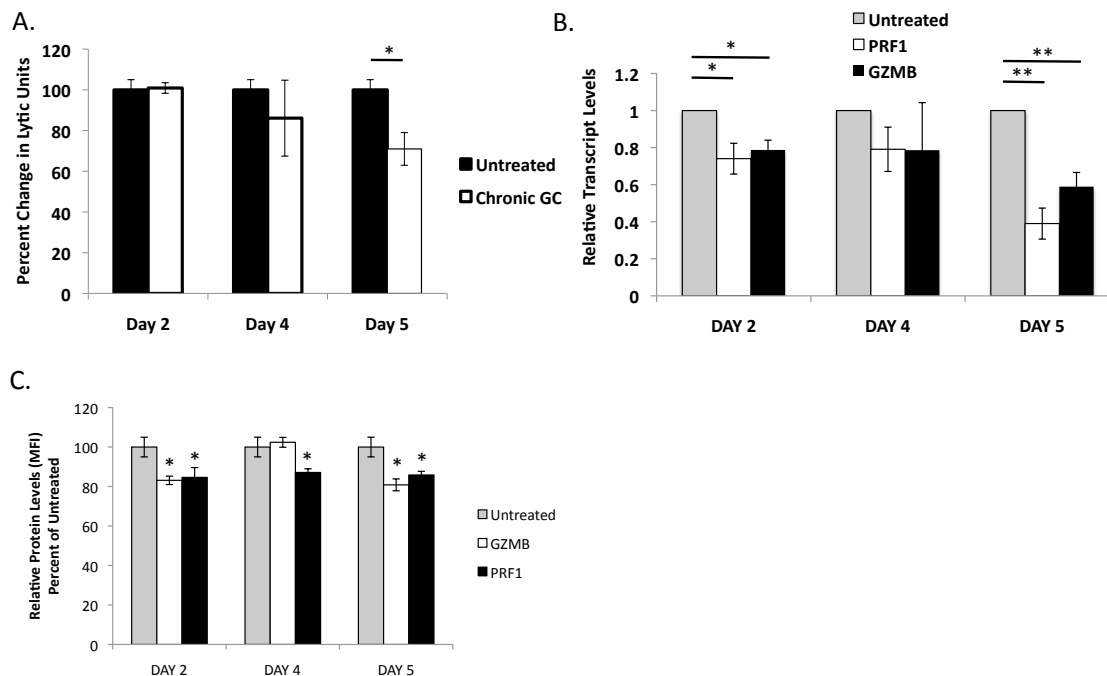 A.
Percent Change in Lytic Units
120
100
80
60
40
20
0
*
Day 2
Day 4
Day 5
Untreated
Chronic GC
B.
Untreated
PRF1
GZMB
Relative Transcript Levels
1.2
1
0.8
0.6
0.4
0.2
0
*
*
**
**
DAY 2
DAY 4
DAY 5
C.
Relative Protein Levels (MFI)
Percent of Untreated
120
100
80
60
40
20
0
* *
*
* *
DAY 2
DAY 4
DAY 5
Untreated
GZMB
PRF1